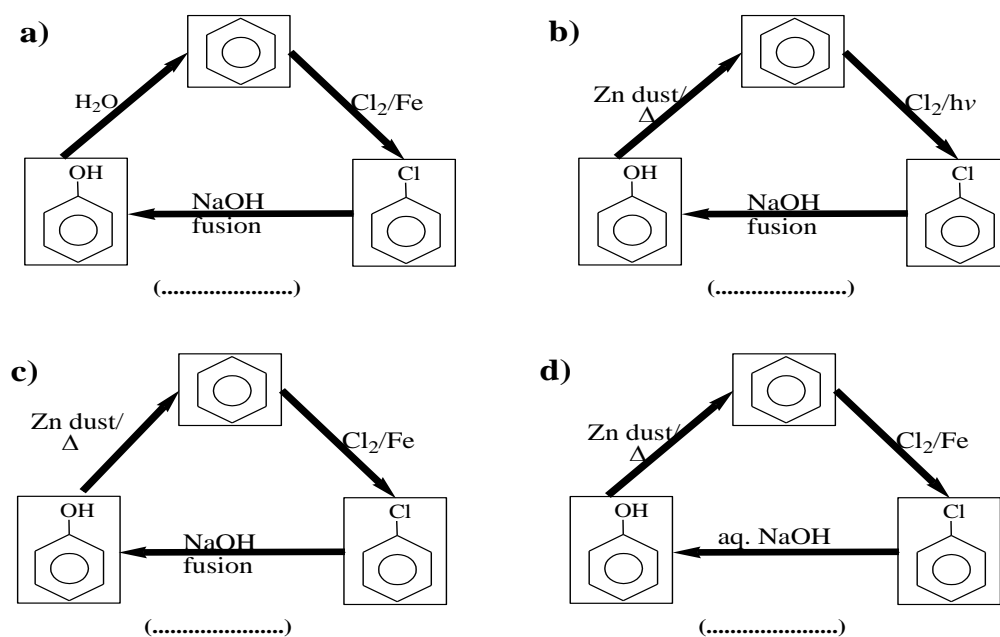 a)
H₂O
Cl₂/Fe
OH
NaOH
fusion
Cl
(.......................)
b)
Zn dust/
Δ
Cl₂/hν
OH
NaOH
fusion
Cl
(.......................)
c)
Zn dust/
Δ
Cl₂/Fe
OH
NaOH
fusion
Cl
(.......................)
d)
Zn dust/
Δ
Cl₂/Fe
OH
aq. NaOH
Cl
(.......................)